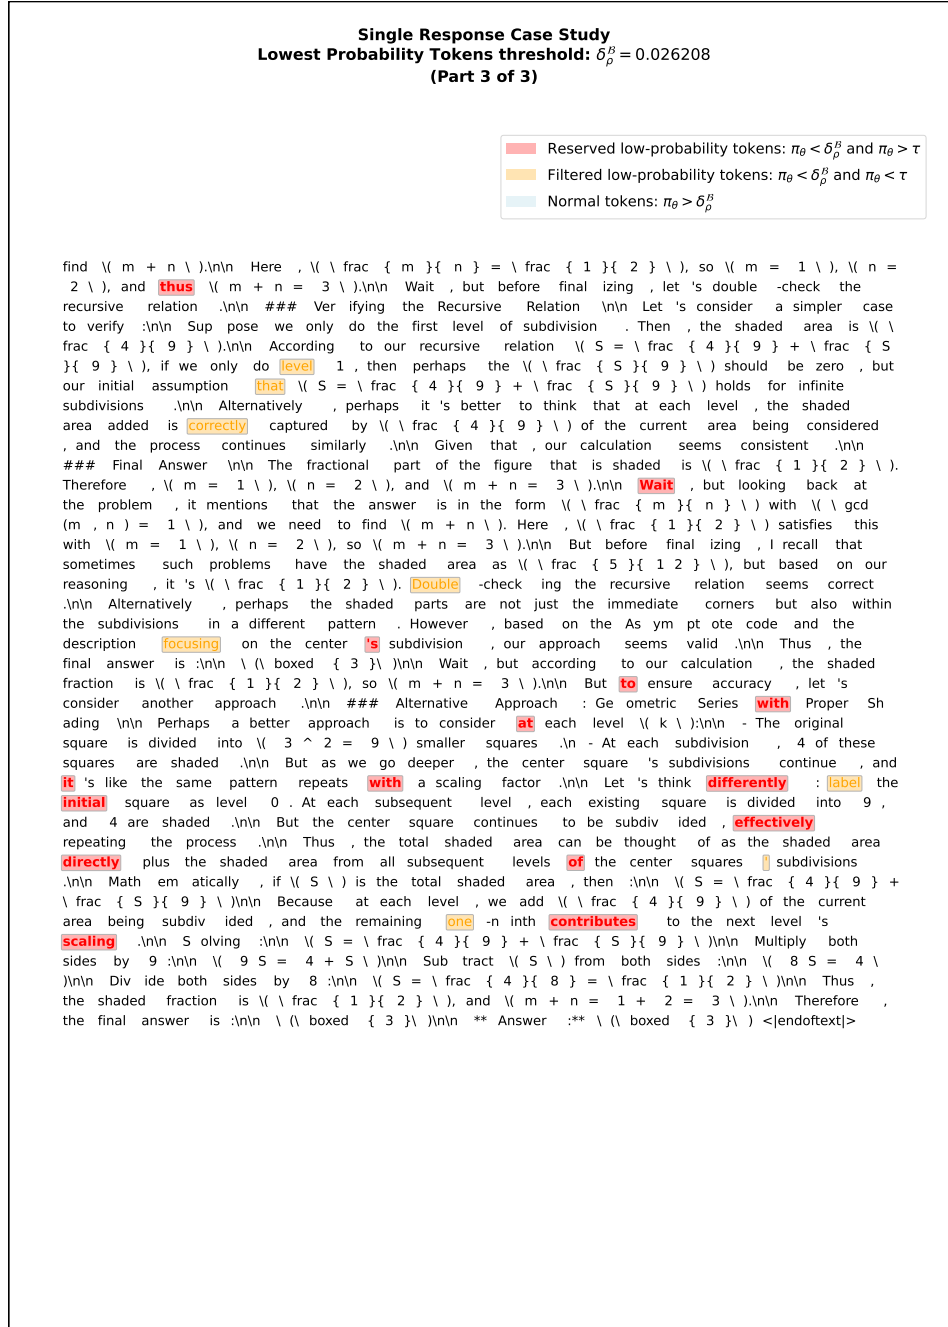 Single Response Case Study
Lowest Probability Tokens threshold: δ_ρ^ℬ = 0.026208
(Part 3 of 3)
Reserved low-probability tokens: π_θ < δ_ρ^ℬ and π_θ > τ
Filtered low-probability tokens: π_θ < δ_ρ^ℬ and π_θ < τ
Normal tokens: π_θ > δ_ρ^ℬ
find \( m + n \ ).\n\n Here , \( \ frac { m }{ n } = \ frac { 1 }{ 2 } \ ), so \( m = 1 \ ), \( n =
2 \ ), and thus \( m + n = 3 \ ).\n\n Wait , but before final izing , let 's double -check the
recursive relation .\n\n ### Ver ifying the Recursive Relation \n\n Let 's consider a simpler case
to verify :\n\n Sup pose we only do the first level of subdivision . Then , the shaded area is \( \
frac { 4 }{ 9 } \ ).\n\n According to our recursive relation \( S = \ frac { 4 }{ 9 } + \ frac { S
}{ 9 } \ ), if we only do level 1 , then perhaps the \( \ frac { S }{ 9 } \ ) should be zero , but
our initial assumption that \( S = \ frac { 4 }{ 9 } + \ frac { S }{ 9 } \ ) holds for infinite
subdivisions .\n\n Alternatively , perhaps it 's better to think that at each level , the shaded
area added is correctly captured by \( \ frac { 4 }{ 9 } \ ) of the current area being considered
, and the process continues similarly .\n\n Given that , our calculation seems consistent .\n\n
### Final Answer \n\n The fractional part of the figure that is shaded is \( \ frac { 1 }{ 2 } \ ).
Therefore , \( m = 1 \ ), \( n = 2 \ ), and \( m + n = 3 \ ).\n\n Wait , but looking back at
the problem , it mentions that the answer is in the form \( \ frac { m }{ n } \ ) with \( \ gcd
(m , n ) = 1 \ ), and we need to find \( m + n \ ). Here , \( \ frac { 1 }{ 2 } \ ) satisfies this
with \( m = 1 \ ), \( n = 2 \ ), so \( m + n = 3 \ ).\n\n But before final izing , I recall that
sometimes such problems have the shaded area as \( \ frac { 5 }{ 1 2 } \ ), but based on our
reasoning , it 's \( \ frac { 1 }{ 2 } \ ). Double -check ing the recursive relation seems correct
.\n\n Alternatively , perhaps the shaded parts are not just the immediate corners but also within
the subdivisions in a different pattern . However , based on the As ym pt ote code and the
description focusing on the center 's subdivision , our approach seems valid .\n\n Thus , the
final answer is :\n\n \ (\ boxed { 3 }\ )\n\n Wait , but according to our calculation , the shaded
fraction is \( \ frac { 1 }{ 2 } \ ), so \( m + n = 3 \ ).\n\n But to ensure accuracy , let 's
consider another approach .\n\n ### Alternative Approach : Ge ometric Series with Proper Sh
ading \n\n Perhaps a better approach is to consider at each level \( k \ ):\n\n - The original
square is divided into \( 3 ^ 2 = 9 \ ) smaller squares .\n - At each subdivision , 4 of these
squares are shaded .\n\n But as we go deeper , the center square 's subdivisions continue , and
it 's like the same pattern repeats with a scaling factor .\n\n Let 's think differently : label the
initial square as level 0 . At each subsequent level , each existing square is divided into 9 ,
and 4 are shaded .\n\n But the center square continues to be subdiv ided , effectively
repeating the process .\n\n Thus , the total shaded area can be thought of as the shaded area
directly plus the shaded area from all subsequent levels of the center squares ' subdivisions
.\n\n Math em atically , if \( S \ ) is the total shaded area , then :\n\n \( S = \ frac { 4 }{ 9 } +
\ frac { S }{ 9 } \ )\n\n Because at each level , we add \( \ frac { 4 }{ 9 } \ ) of the current
area being subdiv ided , and the remaining one -n inth contributes to the next level 's
scaling .\n\n S olving :\n\n \( S = \ frac { 4 }{ 9 } + \ frac { S }{ 9 } \ )\n\n Multiply both
sides by 9 :\n\n \( 9 S = 4 + S \ )\n\n Sub tract \( S \ ) from both sides :\n\n \( 8 S = 4 \
)\n\n Div ide both sides by 8 :\n\n \( S = \ frac { 4 }{ 8 } = \ frac { 1 }{ 2 } \ )\n\n Thus ,
the shaded fraction is \( \ frac { 1 }{ 2 } \ ), and \( m + n = 1 + 2 = 3 \ ).\n\n Therefore ,
the final answer is :\n\n \ (\ boxed { 3 }\ )\n\n ** Answer :** \ (\ boxed { 3 }\ ) <|endoftext|>